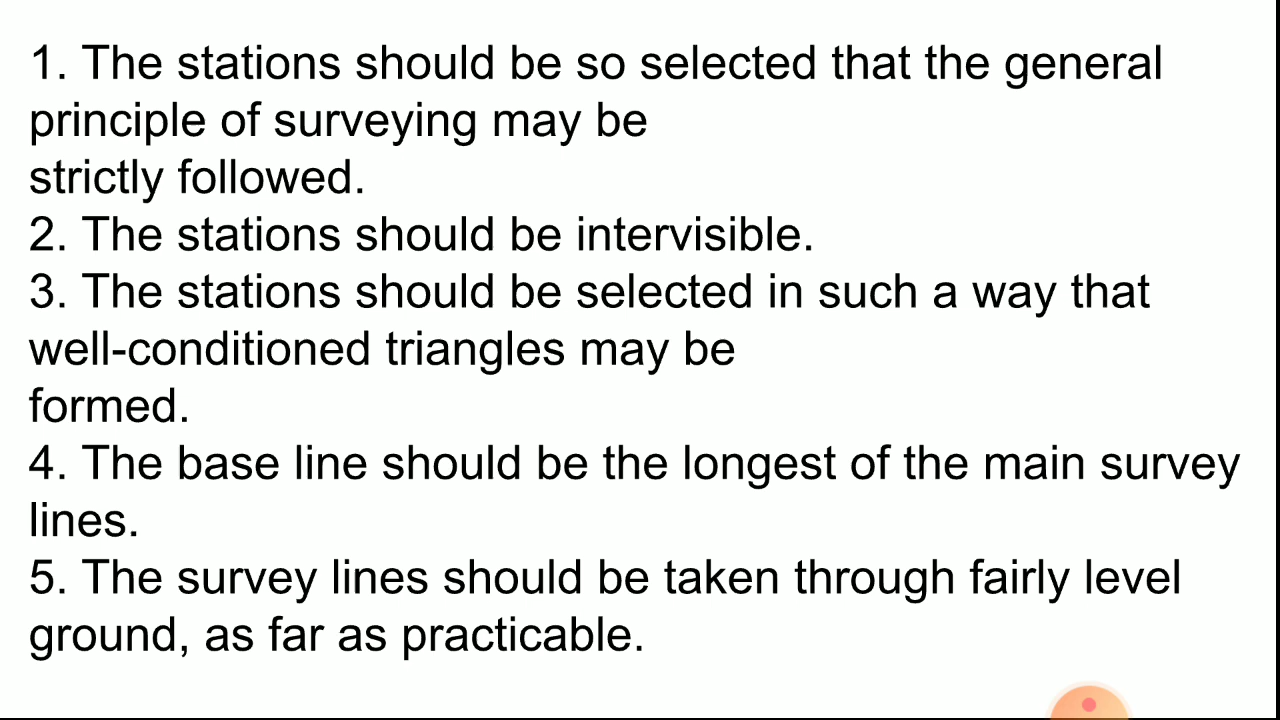 1. The stations should be so selected that the general
principle of surveying may be
strictly followed.
2. The stations should be intervisible.
3. The stations should be selected in such a way that
well-conditioned triangles may be
formed.
4. The base line should be the longest of the main survey
lines.
5. The survey lines should be taken through fairly level
ground, as far as practicable.